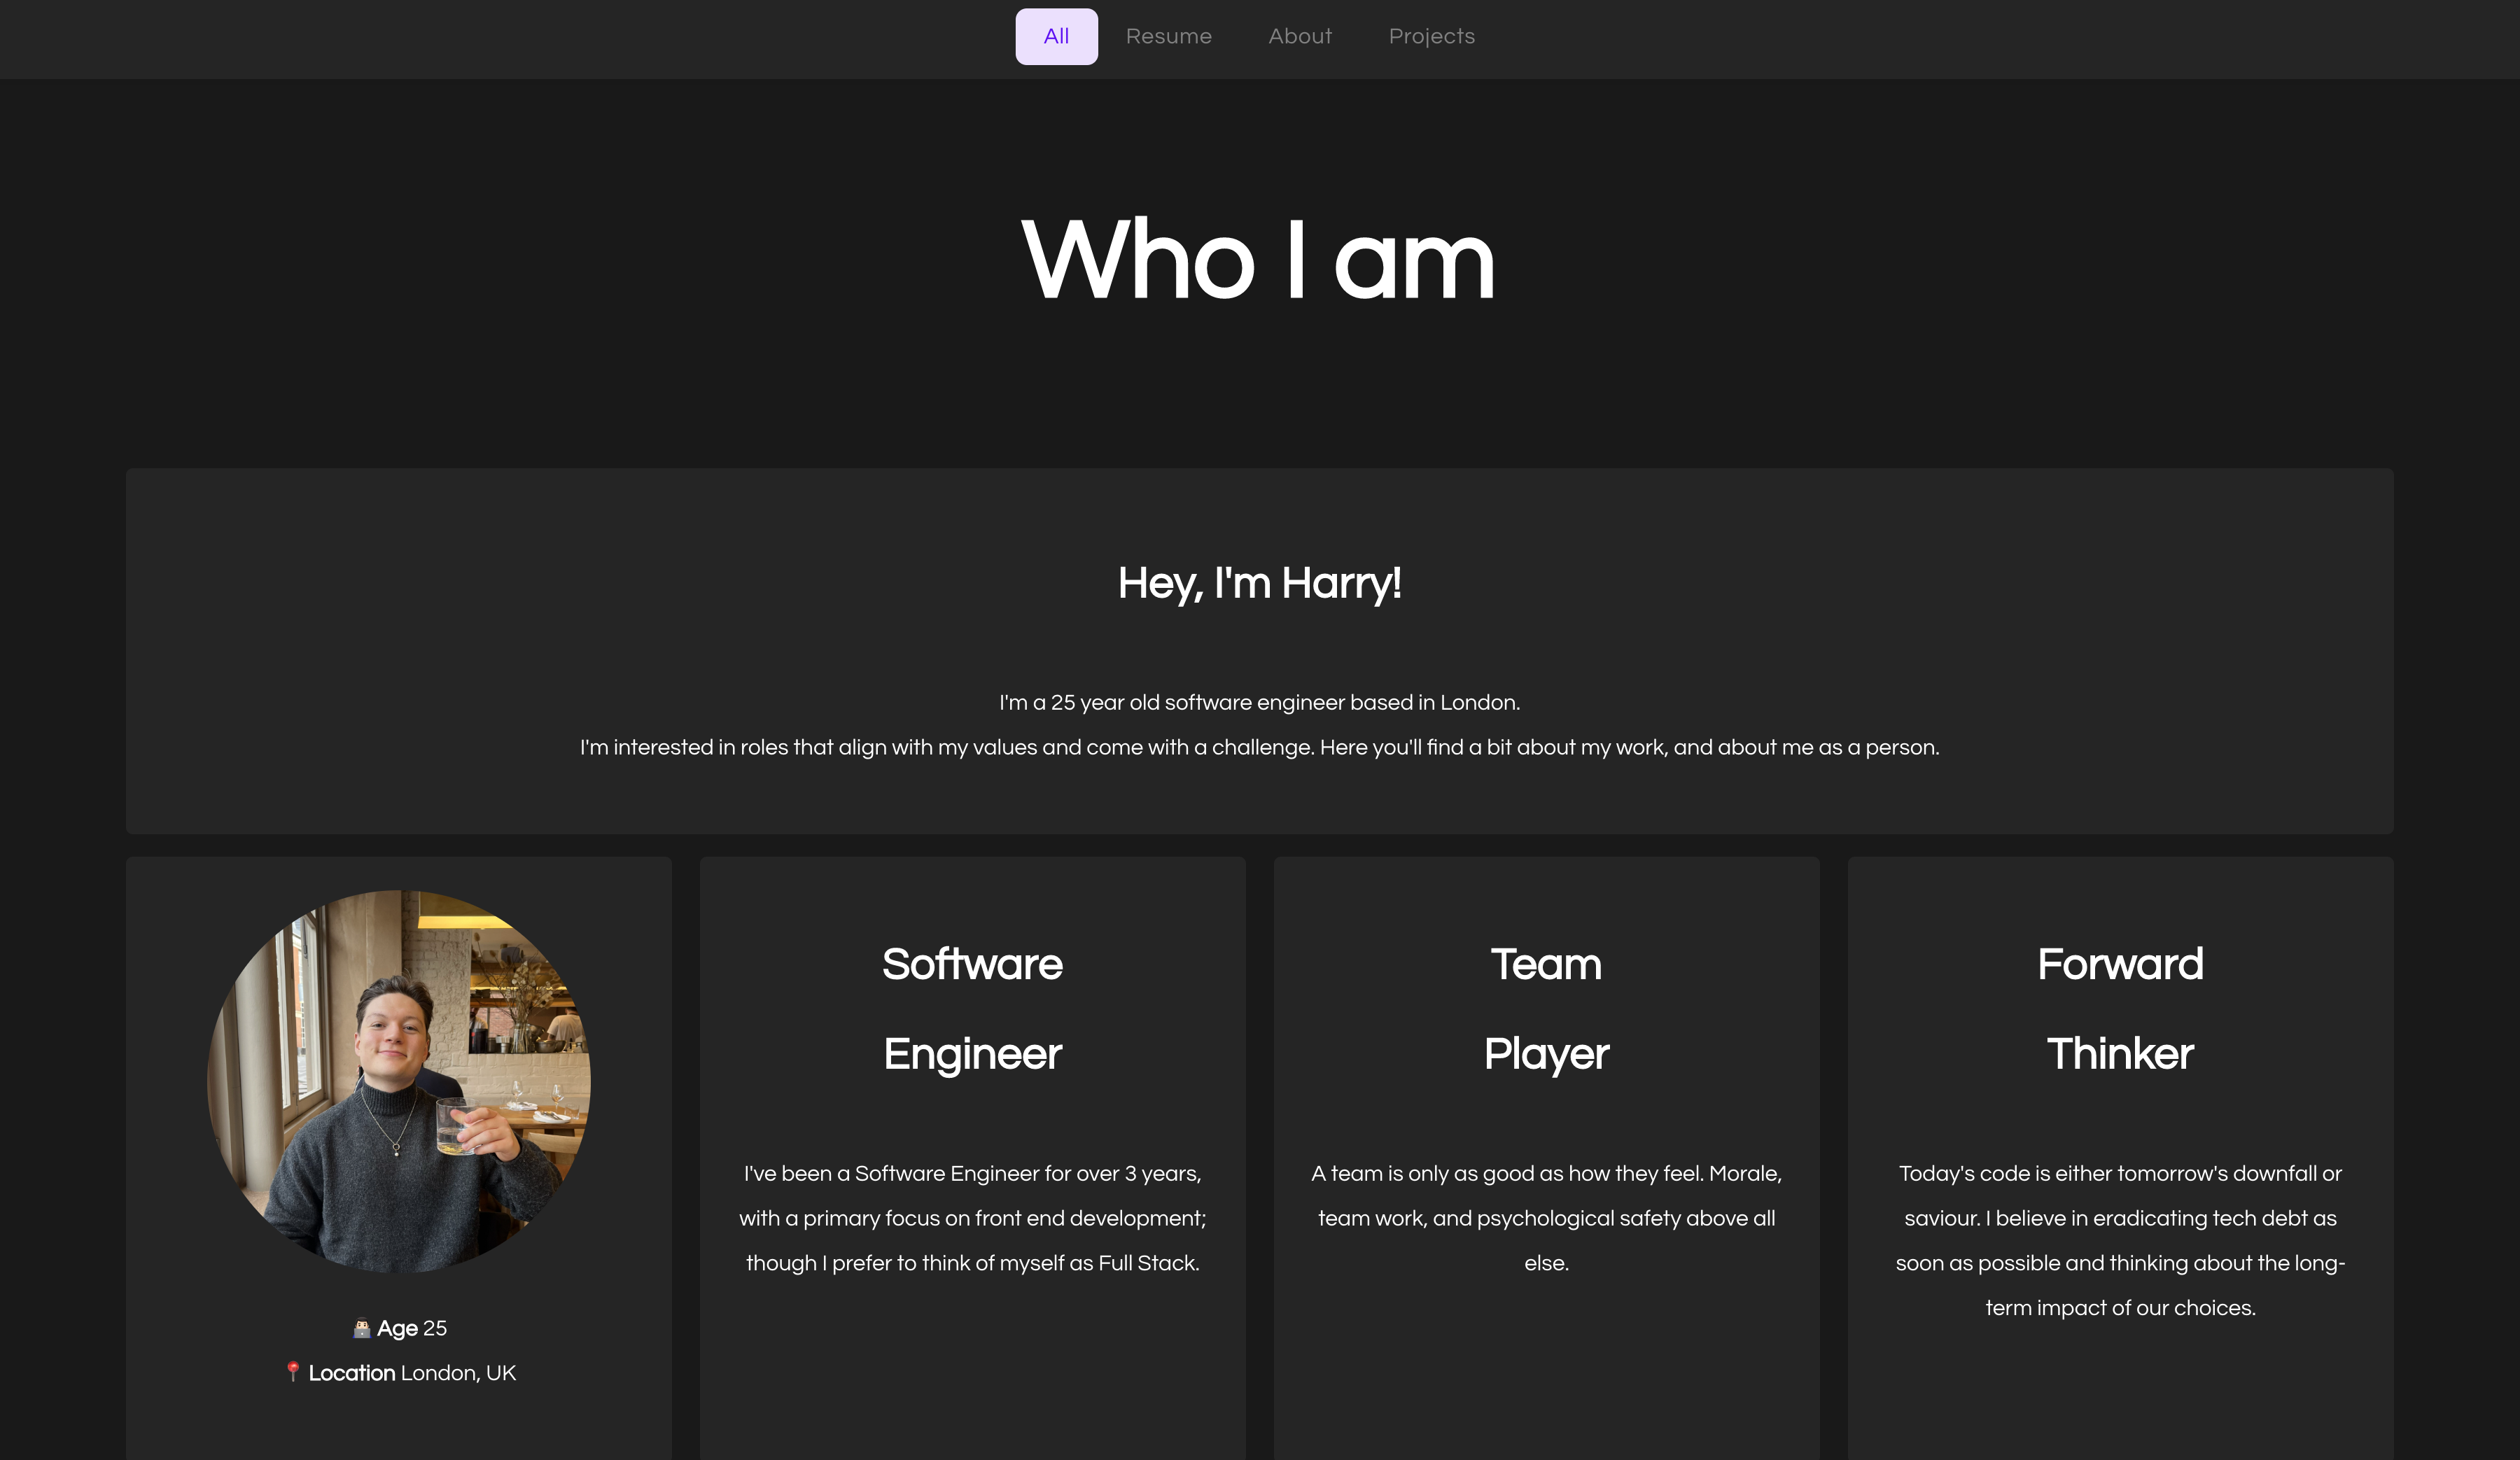 All Resume About Projects
Who I am
Hey, I'm Harry!
I'm a 25 year old software engineer based in London.
I'm interested in roles that align with my values and come with a challenge. Here you'll find a bit about my work, and about me as a person.
👨🏻‍💻 Age 25
📍 Location London, UK
Software
Engineer
I've been a Software Engineer for over 3 years,
with a primary focus on front end development;
though I prefer to think of myself as Full Stack.
Team
Player
A team is only as good as how they feel. Morale,
team work, and psychological safety above all
else.
Forward
Thinker
Today's code is either tomorrow's downfall or
saviour. I believe in eradicating tech debt as
soon as possible and thinking about the long-
term impact of our choices.